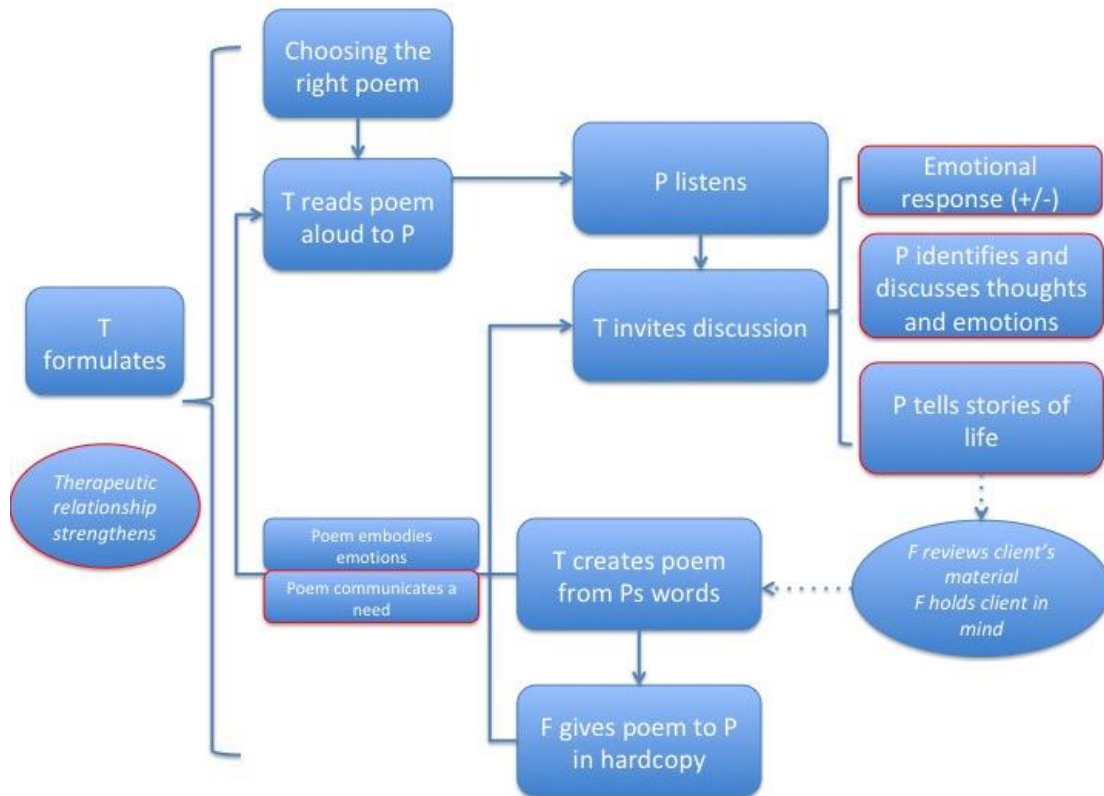 Choosing the
right poem
T reads poem
aloud to P
P listens
T invites discussion
Emotional
response (+/-)
P identifies and
discusses thoughts
and emotions
P tells stories of
life
T
formulates
Therapeutic
relationship
strengthens
Poem embodies
emotions
Poem communicates a
need
T creates poem
from Ps words
F reviews client's
material
F holds client in
mind
F gives poem to P
in hardcopy